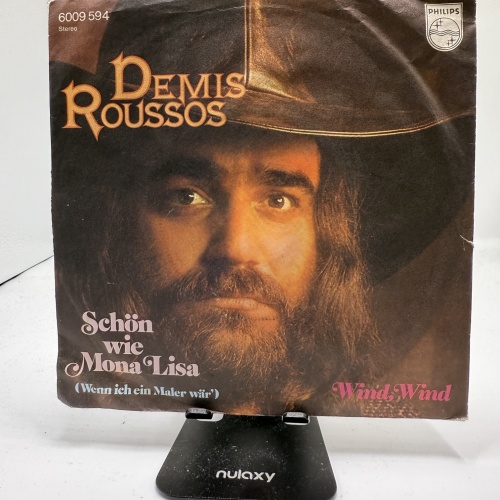 6009 594
Stereo
PHILIPS
DEMIS
ROUSSOS
Schön
wie
Mona Lisa
(Wenn ich ein Maler wär')
Wind, Wind
nulaxy